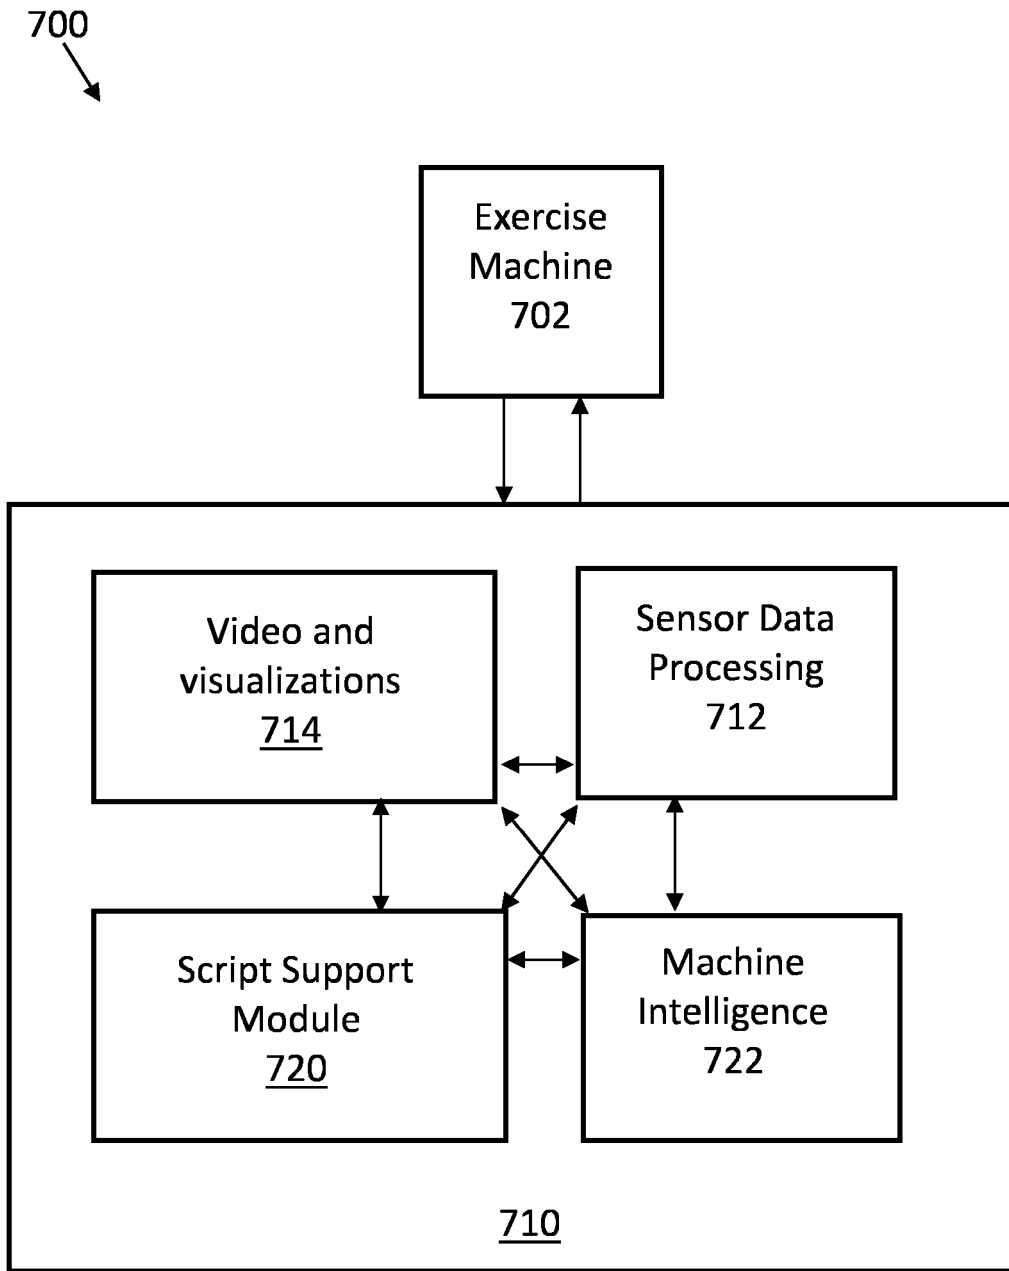 700
Exercise
Machine
702
Video and
visualizations
714
Sensor Data
Processing
712
Script Support
Module
720
Machine
Intelligence
722
710